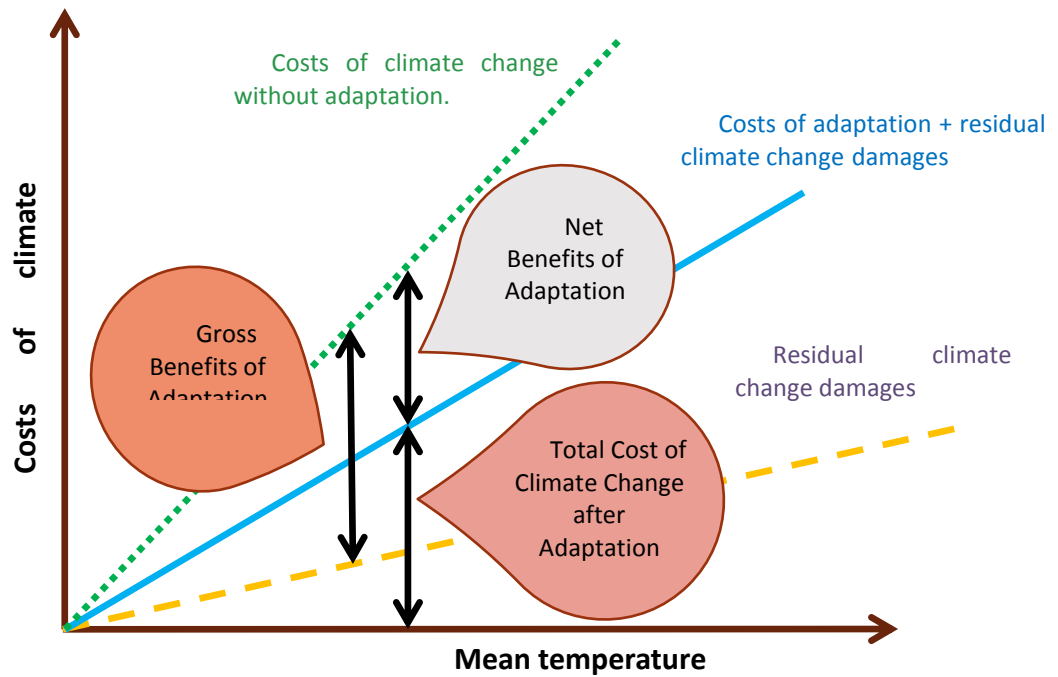 Costs of climate change
without adaptation.
Costs of adaptation + residual
climate change damages
Net
Benefits of
Adaptation
Gross
Benefits of
Adaptation
Residual climate
change damages
Total Cost of
Climate Change
after
Adaptation
Costs of climate
Mean temperature